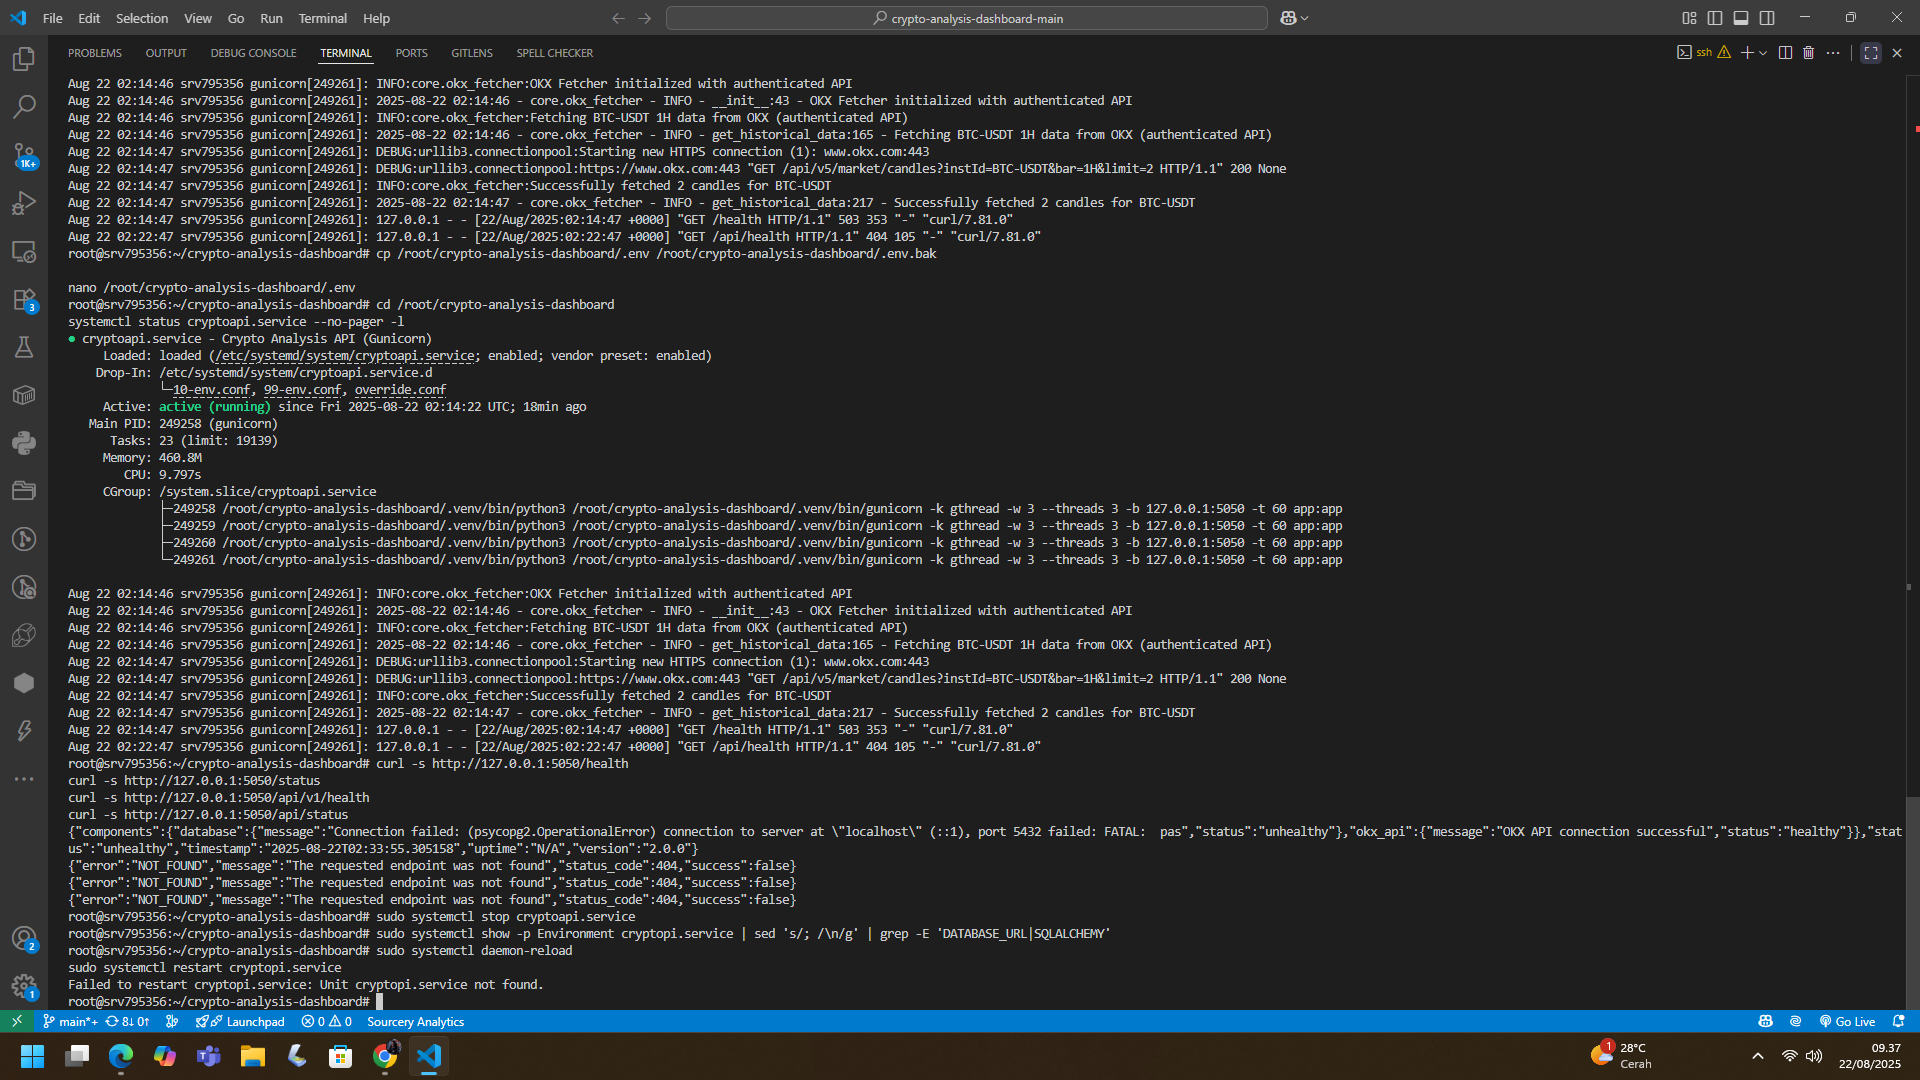 File Edit Selection View Go Run Terminal Help
crypto-analysis-dashboard-main
PROBLEMS OUTPUT DEBUG CONSOLE TERMINAL PORTS GITLENS SPELL CHECKER
ssh
Aug 22 02:14:46 srv795356 gunicorn[249261]: INFO:core.okx_fetcher:OKX Fetcher initialized with authenticated API
Aug 22 02:14:46 srv795356 gunicorn[249261]: 2025-08-22 02:14:46 - core.okx_fetcher - INFO - __init__:43 - OKX Fetcher initialized with authenticated API
Aug 22 02:14:46 srv795356 gunicorn[249261]: INFO:core.okx_fetcher:Fetching BTC-USDT 1H data from OKX (authenticated API)
Aug 22 02:14:46 srv795356 gunicorn[249261]: 2025-08-22 02:14:46 - core.okx_fetcher - INFO - get_historical_data:165 - Fetching BTC-USDT 1H data from OKX (authenticated API)
Aug 22 02:14:47 srv795356 gunicorn[249261]: DEBUG:urllib3.connectionpool:Starting new HTTPS connection (1): www.okx.com:443
Aug 22 02:14:47 srv795356 gunicorn[249261]: DEBUG:urllib3.connectionpool:https://www.okx.com:443 "GET /api/v5/market/candles?instId=BTC-USDT&bar=1H&limit=2 HTTP/1.1" 200 None
Aug 22 02:14:47 srv795356 gunicorn[249261]: INFO:core.okx_fetcher:Successfully fetched 2 candles for BTC-USDT
Aug 22 02:14:47 srv795356 gunicorn[249261]: 2025-08-22 02:14:47 - core.okx_fetcher - INFO - get_historical_data:217 - Successfully fetched 2 candles for BTC-USDT
Aug 22 02:14:47 srv795356 gunicorn[249261]: 127.0.0.1 - - [22/Aug/2025:02:14:47 +0000] "GET /health HTTP/1.1" 503 353 "-" "curl/7.81.0"
Aug 22 02:22:47 srv795356 gunicorn[249261]: 127.0.0.1 - - [22/Aug/2025:02:22:47 +0000] "GET /api/health HTTP/1.1" 404 105 "-" "curl/7.81.0"
root@srv795356:~/crypto-analysis-dashboard# cp /root/crypto-analysis-dashboard/.env /root/crypto-analysis-dashboard/.env.bak
nano /root/crypto-analysis-dashboard/.env
root@srv795356:~/crypto-analysis-dashboard# cd /root/crypto-analysis-dashboard
systemctl status cryptoapi.service --no-pager -l
● cryptoapi.service - Crypto Analysis API (Gunicorn)
Loaded: loaded (/etc/systemd/system/cryptoapi.service; enabled; vendor preset: enabled)
Drop-In: /etc/systemd/system/cryptoapi.service.d
└─10-env.conf, 99-env.conf, override.conf
Active: active (running) since Fri 2025-08-22 02:14:22 UTC; 18min ago
Main PID: 249258 (gunicorn)
Tasks: 23 (limit: 19139)
Memory: 460.8M
CPU: 9.797s
CGroup: /system.slice/cryptoapi.service
├─249258 /root/crypto-analysis-dashboard/.venv/bin/python3 /root/crypto-analysis-dashboard/.venv/bin/gunicorn -k gthread -w 3 --threads 3 -b 127.0.0.1:5050 -t 60 app:app
├─249259 /root/crypto-analysis-dashboard/.venv/bin/python3 /root/crypto-analysis-dashboard/.venv/bin/gunicorn -k gthread -w 3 --threads 3 -b 127.0.0.1:5050 -t 60 app:app
├─249260 /root/crypto-analysis-dashboard/.venv/bin/python3 /root/crypto-analysis-dashboard/.venv/bin/gunicorn -k gthread -w 3 --threads 3 -b 127.0.0.1:5050 -t 60 app:app
└─249261 /root/crypto-analysis-dashboard/.venv/bin/python3 /root/crypto-analysis-dashboard/.venv/bin/gunicorn -k gthread -w 3 --threads 3 -b 127.0.0.1:5050 -t 60 app:app
Aug 22 02:14:46 srv795356 gunicorn[249261]: INFO:core.okx_fetcher:OKX Fetcher initialized with authenticated API
Aug 22 02:14:46 srv795356 gunicorn[249261]: 2025-08-22 02:14:46 - core.okx_fetcher - INFO - __init__:43 - OKX Fetcher initialized with authenticated API
Aug 22 02:14:46 srv795356 gunicorn[249261]: INFO:core.okx_fetcher:Fetching BTC-USDT 1H data from OKX (authenticated API)
Aug 22 02:14:46 srv795356 gunicorn[249261]: 2025-08-22 02:14:46 - core.okx_fetcher - INFO - get_historical_data:165 - Fetching BTC-USDT 1H data from OKX (authenticated API)
Aug 22 02:14:47 srv795356 gunicorn[249261]: DEBUG:urllib3.connectionpool:Starting new HTTPS connection (1): www.okx.com:443
Aug 22 02:14:47 srv795356 gunicorn[249261]: DEBUG:urllib3.connectionpool:https://www.okx.com:443 "GET /api/v5/market/candles?instId=BTC-USDT&bar=1H&limit=2 HTTP/1.1" 200 None
Aug 22 02:14:47 srv795356 gunicorn[249261]: INFO:core.okx_fetcher:Successfully fetched 2 candles for BTC-USDT
Aug 22 02:14:47 srv795356 gunicorn[249261]: 2025-08-22 02:14:47 - core.okx_fetcher - INFO - get_historical_data:217 - Successfully fetched 2 candles for BTC-USDT
Aug 22 02:14:47 srv795356 gunicorn[249261]: 127.0.0.1 - - [22/Aug/2025:02:14:47 +0000] "GET /health HTTP/1.1" 503 353 "-" "curl/7.81.0"
Aug 22 02:22:47 srv795356 gunicorn[249261]: 127.0.0.1 - - [22/Aug/2025:02:22:47 +0000] "GET /api/health HTTP/1.1" 404 105 "-" "curl/7.81.0"
root@srv795356:~/crypto-analysis-dashboard# curl -s http://127.0.0.1:5050/health
curl -s http://127.0.0.1:5050/status
curl -s http://127.0.0.1:5050/api/v1/health
curl -s http://127.0.0.1:5050/api/status
{"components":{"database":{"message":"Connection failed: (psycopg2.OperationalError) connection to server at \"localhost\" (::1), port 5432 failed: FATAL:  pas","status":"unhealthy"},"okx_api":{"message":"OKX API connection successful","status":"healthy"}},"stat
us":"unhealthy","timestamp":"2025-08-22T02:33:55.305158","uptime":"N/A","version":"2.0.0"}
{"error":"NOT_FOUND","message":"The requested endpoint was not found","status_code":404,"success":false}
{"error":"NOT_FOUND","message":"The requested endpoint was not found","status_code":404,"success":false}
{"error":"NOT_FOUND","message":"The requested endpoint was not found","status_code":404,"success":false}
root@srv795356:~/crypto-analysis-dashboard# sudo systemctl stop cryptoapi.service
root@srv795356:~/crypto-analysis-dashboard# sudo systemctl show -p Environment cryptopi.service | sed 's/; /\n/g' | grep -E 'DATABASE_URL|SQLALCHEMY'
root@srv795356:~/crypto-analysis-dashboard# sudo systemctl daemon-reload
sudo systemctl restart cryptopi.service
Failed to restart cryptopi.service: Unit cryptopi.service not found.
root@srv795356:~/crypto-analysis-dashboard#
1K+
3
2
1
main*+ 8↓ 0↑ Launchpad 0 0 Sourcery Analytics Go Live
1
28°C
Cerah
09.37
22/08/2025